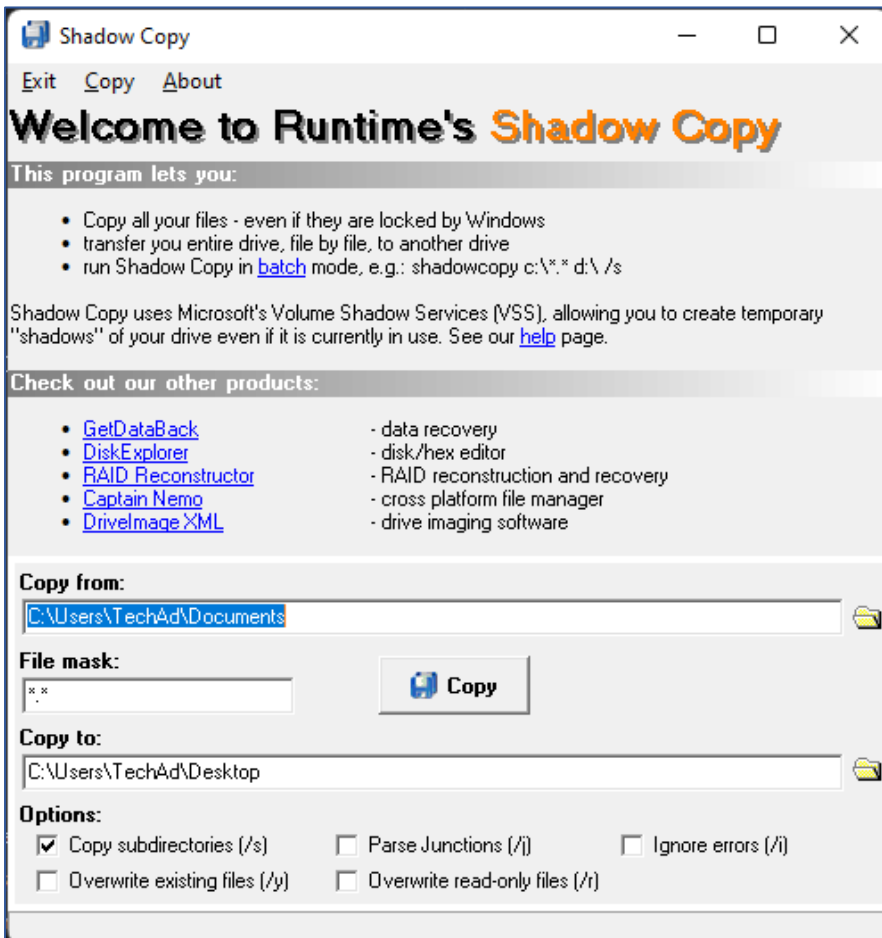 Shadow Copy
Exit Copy About
Welcome to Runtime's Shadow Copy
This program lets you:
• Copy all your files - even if they are locked by Windows
• transfer you entire drive, file by file, to another drive
• run Shadow Copy in batch mode, e.g.: shadowcopy c:\*.* d:\ /s
Shadow Copy uses Microsoft's Volume Shadow Services (VSS), allowing you to create temporary
"shadows" of your drive even if it is currently in use. See our help page.
Check out our other products:
• GetDataBack - data recovery
• DiskExplorer - disk/hex editor
• RAID Reconstructor - RAID reconstruction and recovery
• Captain Nemo - cross platform file manager
• DriveImage XML - drive imaging software
Copy from:
C:\Users\TechAd\Documents
File mask:
*.*
Copy
Copy to:
C:\Users\TechAd\Desktop
Options:
Copy subdirectories (/s) Parse Junctions (/j) Ignore errors (/i)
Overwrite existing files (/y) Overwrite read-only files (/r)